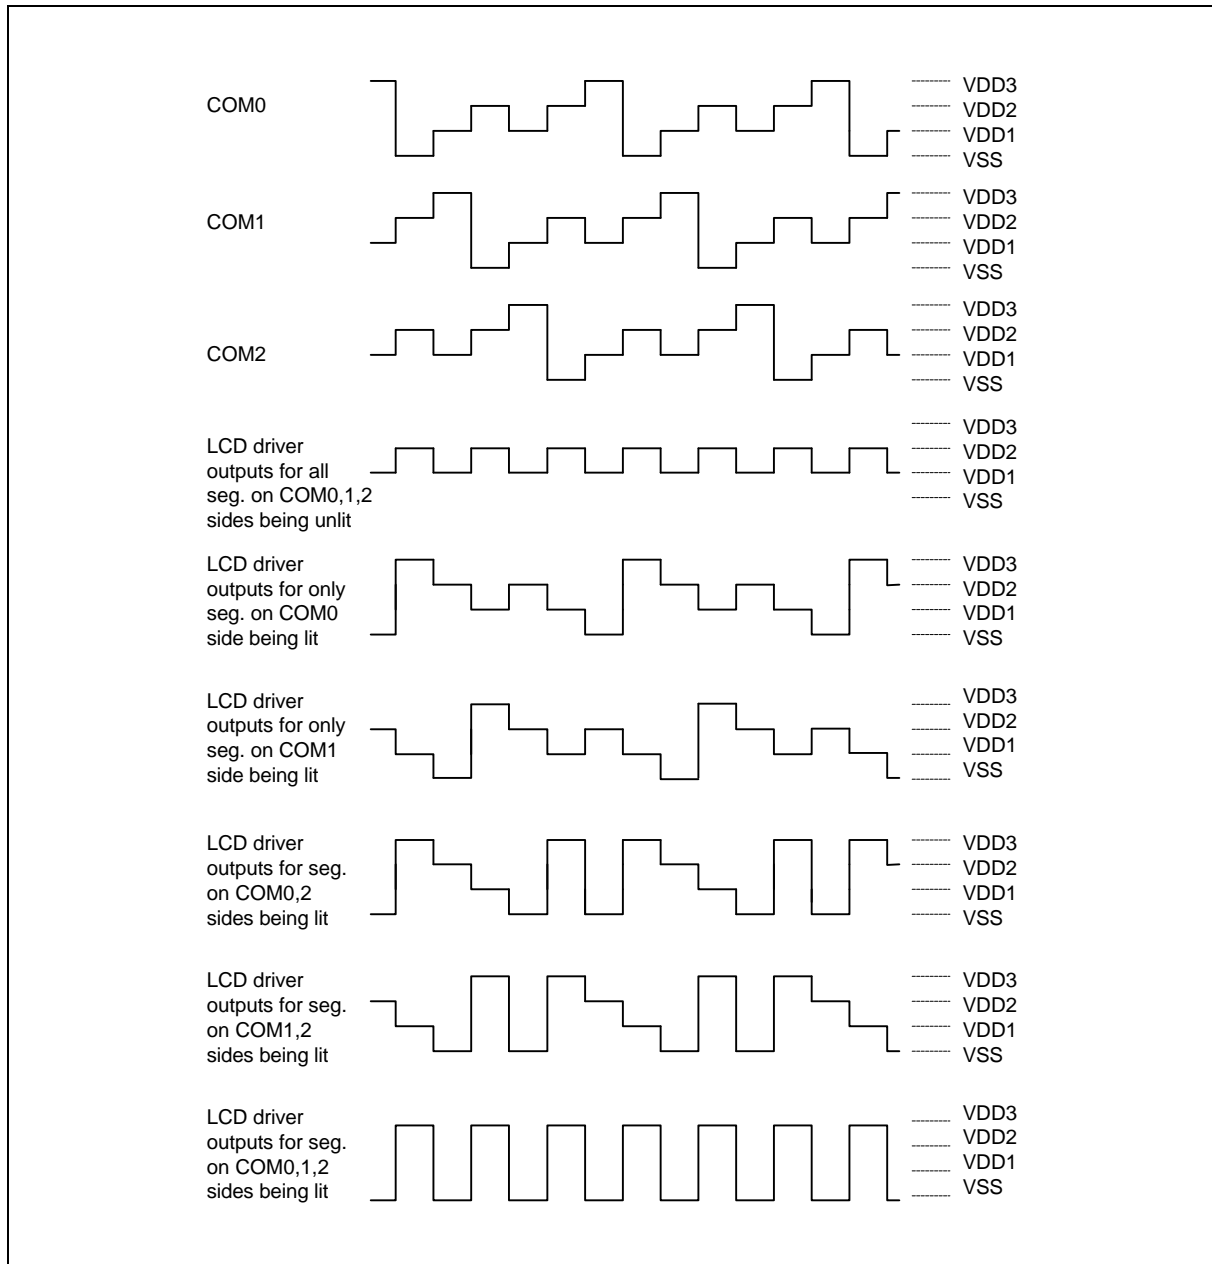 COM0
VDD3
VDD2
VDD1
VSS
COM1
VDD3
VDD2
VDD1
VSS
COM2
VDD3
VDD2
VDD1
VSS
LCD driver
outputs for all
seg. on COM0,1,2
sides being unlit
VDD3
VDD2
VDD1
VSS
LCD driver
outputs for only
seg. on COM0
side being lit
VDD3
VDD2
VDD1
VSS
LCD driver
outputs for only
seg. on COM1
side being lit
VDD3
VDD2
VDD1
VSS
LCD driver
outputs for seg.
on COM0,2
sides being lit
VDD3
VDD2
VDD1
VSS
LCD driver
outputs for seg.
on COM1,2
sides being lit
VDD3
VDD2
VDD1
VSS
LCD driver
outputs for seg.
on COM0,1,2
sides being lit
VDD3
VDD2
VDD1
VSS